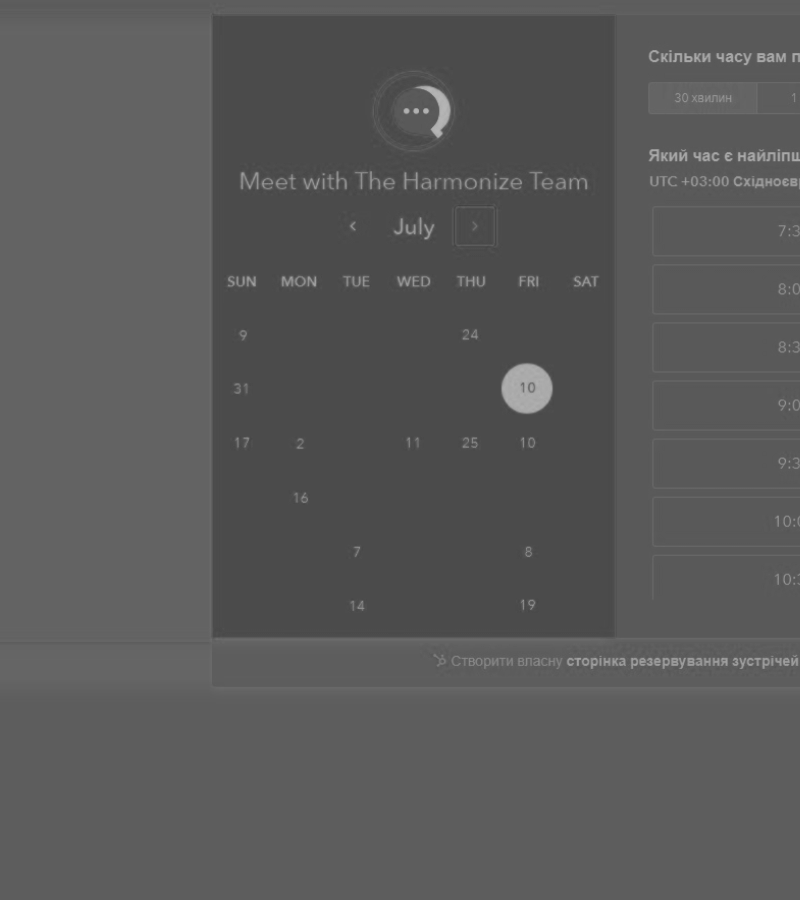 Meet with The Harmonize Team
‹ July ›
SUN MON TUE WED THU FRI SAT
9 24
31 10
17 2 11 25 10
16
7 8
14 19
Скільки часу вам
30 хвилин 1
Який час є
UTC +03:00
7:3
8:0
8:3
9:0
9:3
10:0
10:3
Створити власну сторінка резервування зустрічей